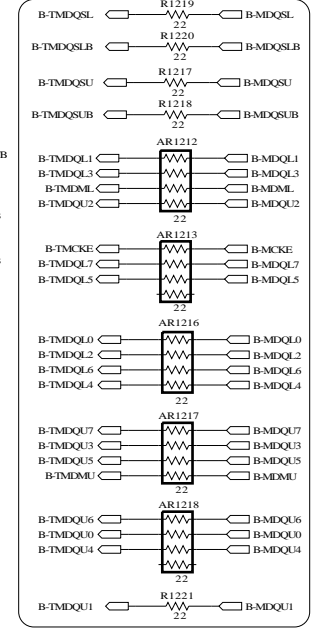 R1219
B-TMDQSL B-MDQSL
22
R1220
B-TMDQSLB B-MDQSLB
22
R1217
B-TMDQSU B-MDQSU
22
R1218
B-TMDQSUB B-MDQSUB
22
B
AR1212
B-TMDQL1 B-MDQL1
B-TMDQL3 B-MDQL3
B-TMDML B-MDML
B-TMDQU2 B-MDQU2
22
AR1213
B-TMCKE B-MCKE
B-TMDQL7 B-MDQL7
B-TMDQL5 B-MDQL5
22
AR1216
B-TMDQL0 B-MDQL0
B-TMDQL2 B-MDQL2
B-TMDQL6 B-MDQL6
B-TMDQL4 B-MDQL4
22
AR1217
B-TMDQU7 B-MDQU7
B-TMDQU3 B-MDQU3
B-TMDQU5 B-MDQU5
B-TMDMU B-MDMU
22
AR1218
B-TMDQU6 B-MDQU6
B-TMDQU0 B-MDQU0
B-TMDQU4 B-MDQU4
22
R1221
B-TMDQU1 B-MDQU1
22